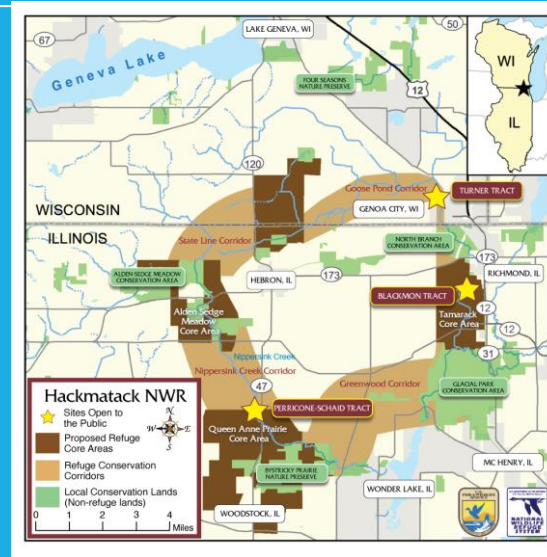 67
LAKE GENEVA, WI
50
Geneva Lake
FOUR SEASONS
NATURE PRESERVE
12
WI
IL
120
Goose Pond Corridor
TURNER TRACT
GENOA CITY, WI
WISCONSIN
ILLINOIS
State Line Corridor
NORTH BRANCH
CONSERVATION AREA
173
ALDEN SEDGE MEADOW
CONSERVATION AREA
HEBRON, IL
173
RICHMOND, IL
BLACKMON TRACT
Alden Sedge
Meadow
Core Area
Tamarack
Core Area
12
12
31
Nippersink Creek
Nippersink Creek Corridor
47
Greenwood Corridor
GLACIAL PARK
CONSERVATION AREA
PERRICONE-SCHAID TRACT
Queen Anne Prairie
Core Area
BYSTRICKY PRAIRIE
NATURE PRESERVE
MC HENRY, IL
WONDER LAKE, IL
WOODSTOCK, IL
Hackmatack NWR
Sites Open to
the Public
N
W
E
S
Proposed Refuge
Core Areas
Refuge Conservation
Corridors
Local Conservation Lands
(Non-refuge lands)
0 1 2 4
Miles
NATIONAL
WILDLIFE
REFUGE
SYSTEM